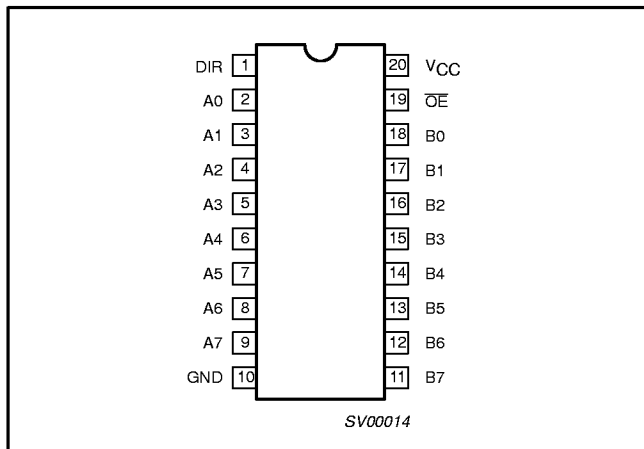 DIR 1 20 VCC
A0 2 19 OE
A1 3 18 B0
A2 4 17 B1
A3 5 16 B2
A4 6 15 B3
A5 7 14 B4
A6 8 13 B5
A7 9 12 B6
GND 10 11 B7
SV00014